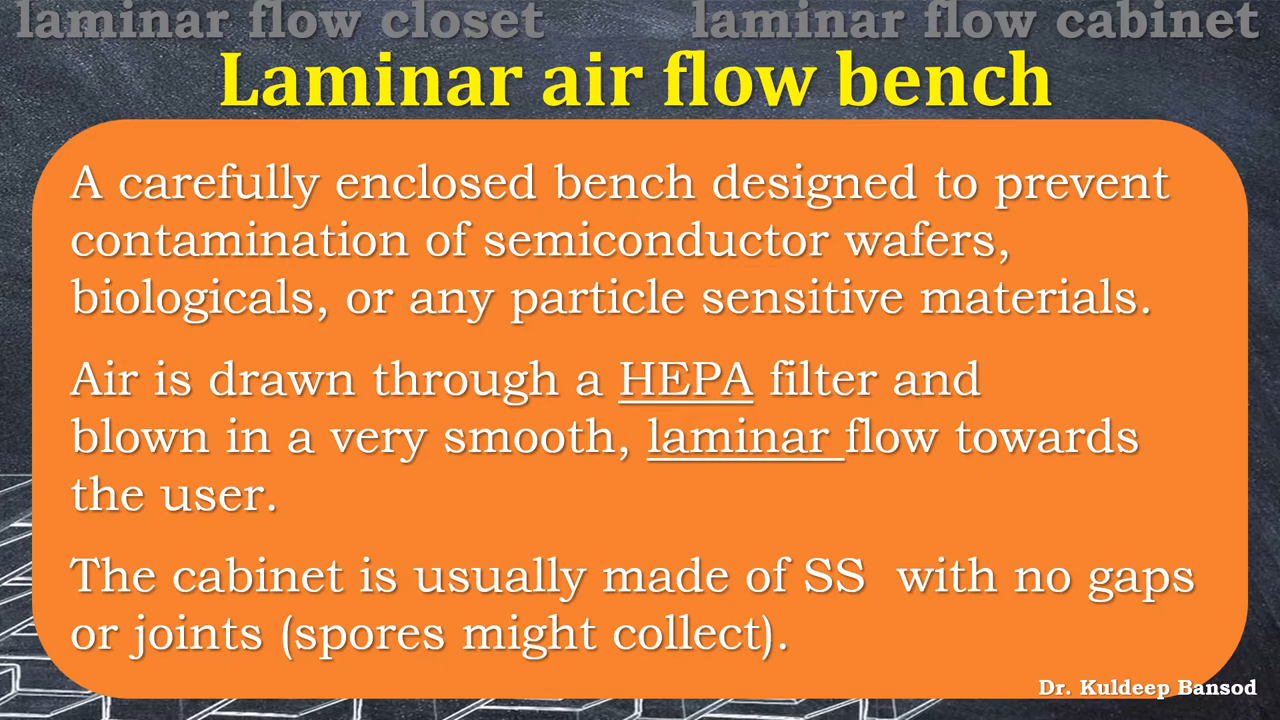 laminar flow closet laminar flow cabinet
Laminar air flow bench
A carefully enclosed bench designed to prevent
contamination of semiconductor wafers,
biologicals, or any particle sensitive materials.
Air is drawn through a HEPA filter and
blown in a very smooth, laminar flow towards
the user.
The cabinet is usually made of SS with no gaps
or joints (spores might collect).
Dr. Kuldeep Bansod